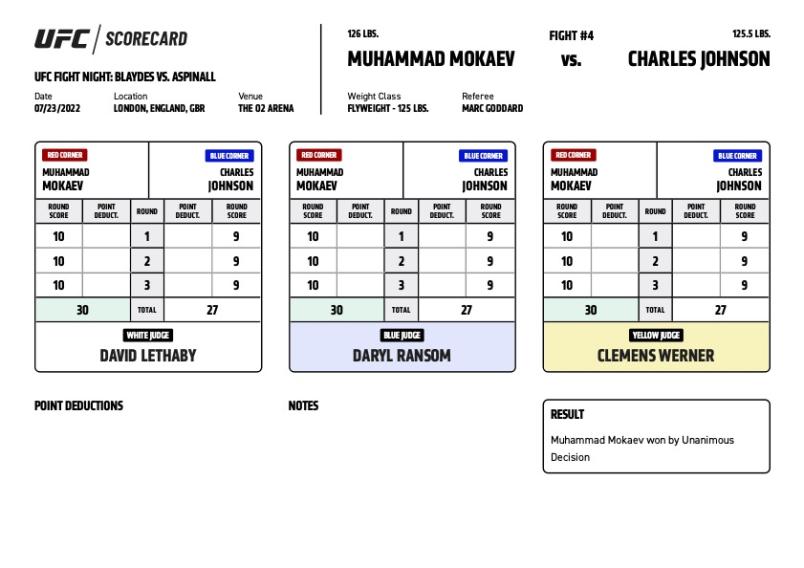 UFC / SCORECARD
UFC FIGHT NIGHT: BLAYDES VS. ASPINALL
Date Location Venue
07/23/2022 LONDON, ENGLAND, GBR THE O2 ARENA
126 LBS. FIGHT #4 125.5 LBS.
MUHAMMAD MOKAEV vs. CHARLES JOHNSON
Weight Class Referee
FLYWEIGHT - 125 LBS. MARC GODDARD
RED CORNER BLUE CORNER
MUHAMMAD CHARLES
MOKAEV JOHNSON
ROUND POINT ROUND POINT ROUND
SCORE DEDUCT. DEDUCT. SCORE
10 1 9
10 2 9
10 3 9
30 TOTAL 27
WHITE JUDGE
DAVID LETHABY
RED CORNER BLUE CORNER
MUHAMMAD CHARLES
MOKAEV JOHNSON
ROUND POINT ROUND POINT ROUND
SCORE DEDUCT. DEDUCT. SCORE
10 1 9
10 2 9
10 3 9
30 TOTAL 27
BLUE JUDGE
DARYL RANSOM
RED CORNER BLUE CORNER
MUHAMMAD CHARLES
MOKAEV JOHNSON
ROUND POINT ROUND POINT ROUND
SCORE DEDUCT. DEDUCT. SCORE
10 1 9
10 2 9
10 3 9
30 TOTAL 27
YELLOW JUDGE
CLEMENS WERNER
POINT DEDUCTIONS
NOTES
RESULT
Muhammad Mokaev won by Unanimous
Decision